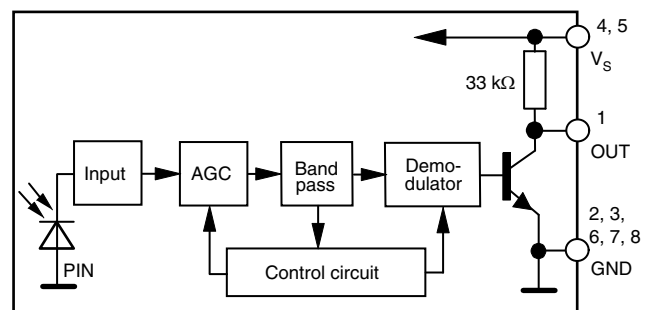 4, 5
V_S
33 kΩ
1
OUT
Input
AGC
Band
pass
Demo-
dulator
2, 3,
6, 7, 8
GND
PIN
Control circuit